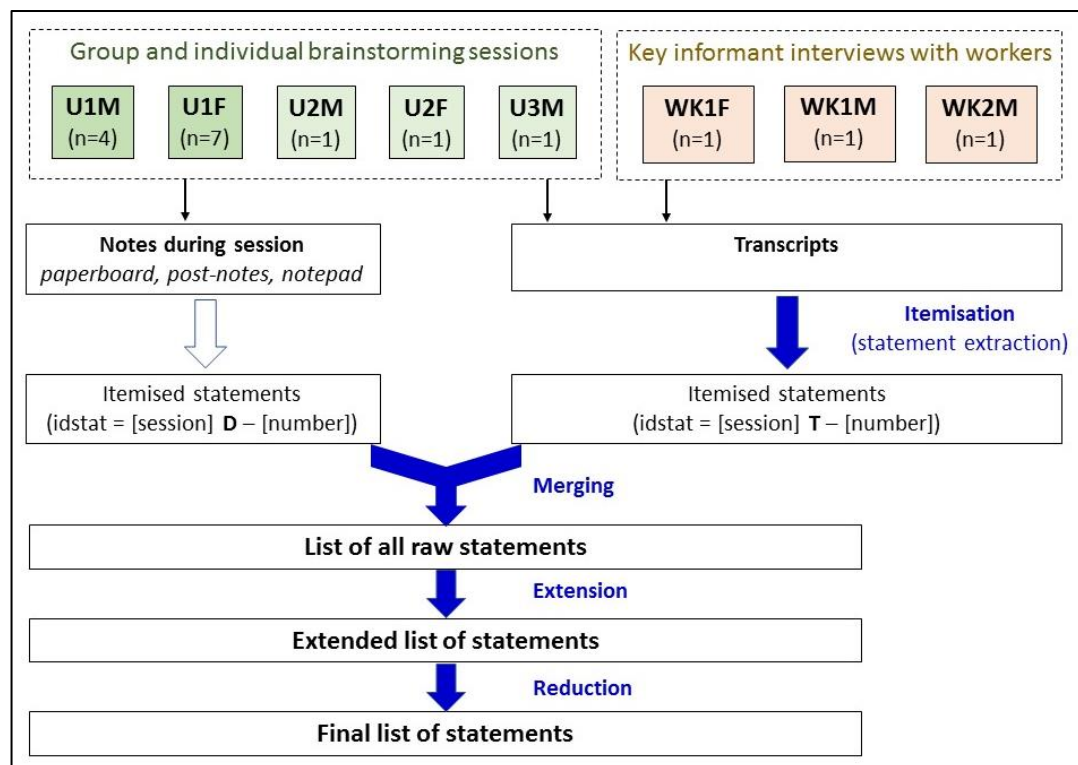 Group and individual brainstorming sessions
Key informant interviews with workers
U1M
(n=4)
U1F
(n=7)
U2M
(n=1)
U2F
(n=1)
U3M
(n=1)
WK1F
(n=1)
WK1M
(n=1)
WK2M
(n=1)
Notes during session
paperboard, post-notes, notepad
Transcripts
Itemisation
(statement extraction)
Itemised statements
(idstat = [session] D – [number])
Itemised statements
(idstat = [session] T – [number])
Merging
List of all raw statements
Extension
Extended list of statements
Reduction
Final list of statements